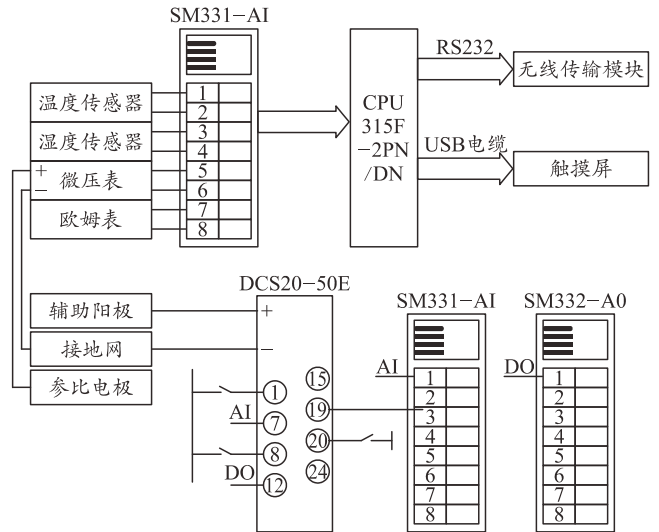 SM331-AI
温度传感器
湿度传感器
+ 微压表
-
欧姆表
1
2
3
4
5
6
7
8
CPU
315F
-2PN
/DN
RS232
无线传输模块
USB电缆
触摸屏
DCS20-50E
辅助阳极
接地网
参比电极
+
-
1
AI 7
8
DO 12
15
19
20
24
SM331-AI
AI
1
2
3
4
5
6
7
8
SM332-A0
DO
1
2
3
4
5
6
7
8